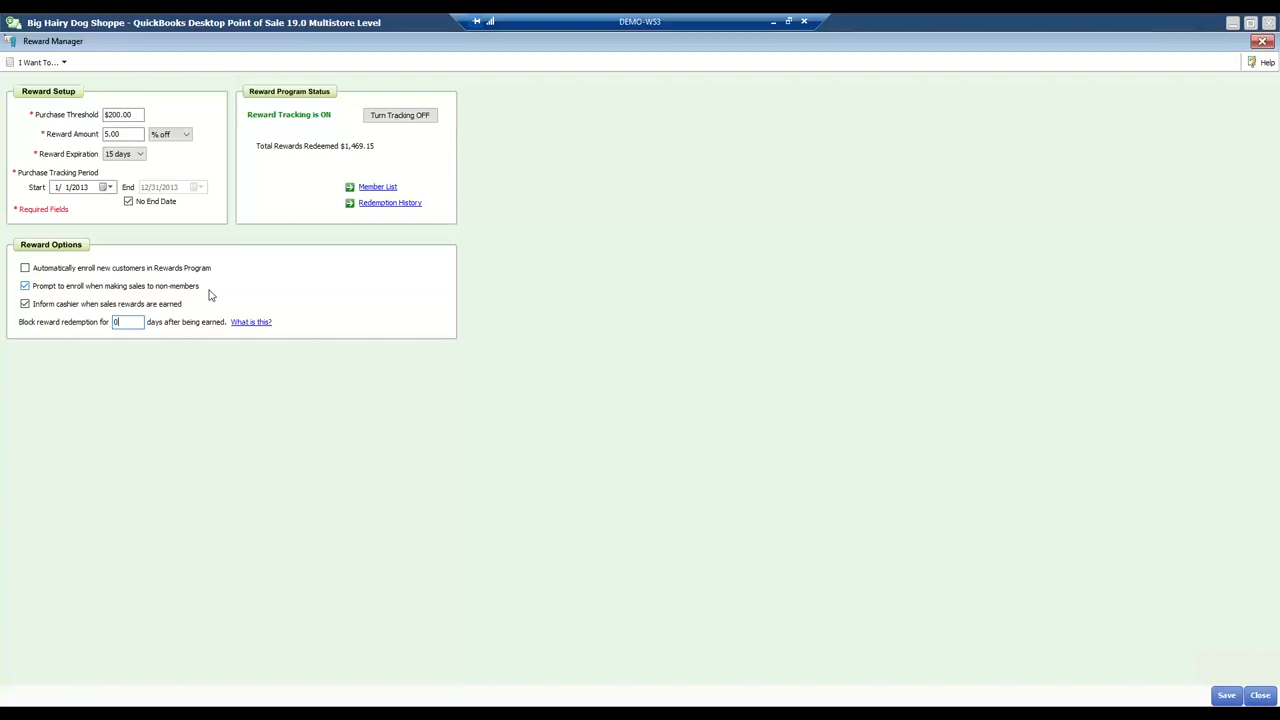 Big Hairy Dog Shoppe - QuickBooks Desktop Point of Sale 19.0 Multistore Level
DEMO-WS3
Reward Manager
I Want To...
Help
Reward Setup
* Purchase Threshold $200.00
* Reward Amount 5.00 % off
* Reward Expiration 15 days
* Purchase Tracking Period
Start 1/ 1/2013 End 12/31/2013
No End Date
* Required Fields
Reward Program Status
Reward Tracking is ON Turn Tracking OFF
Total Rewards Redeemed $1,469.15
Member List
Redemption History
Reward Options
Automatically enroll new customers in Rewards Program
Prompt to enroll when making sales to non-members
Inform cashier when sales rewards are earned
Block reward redemption for 0 days after being earned. What is this?
Save Close